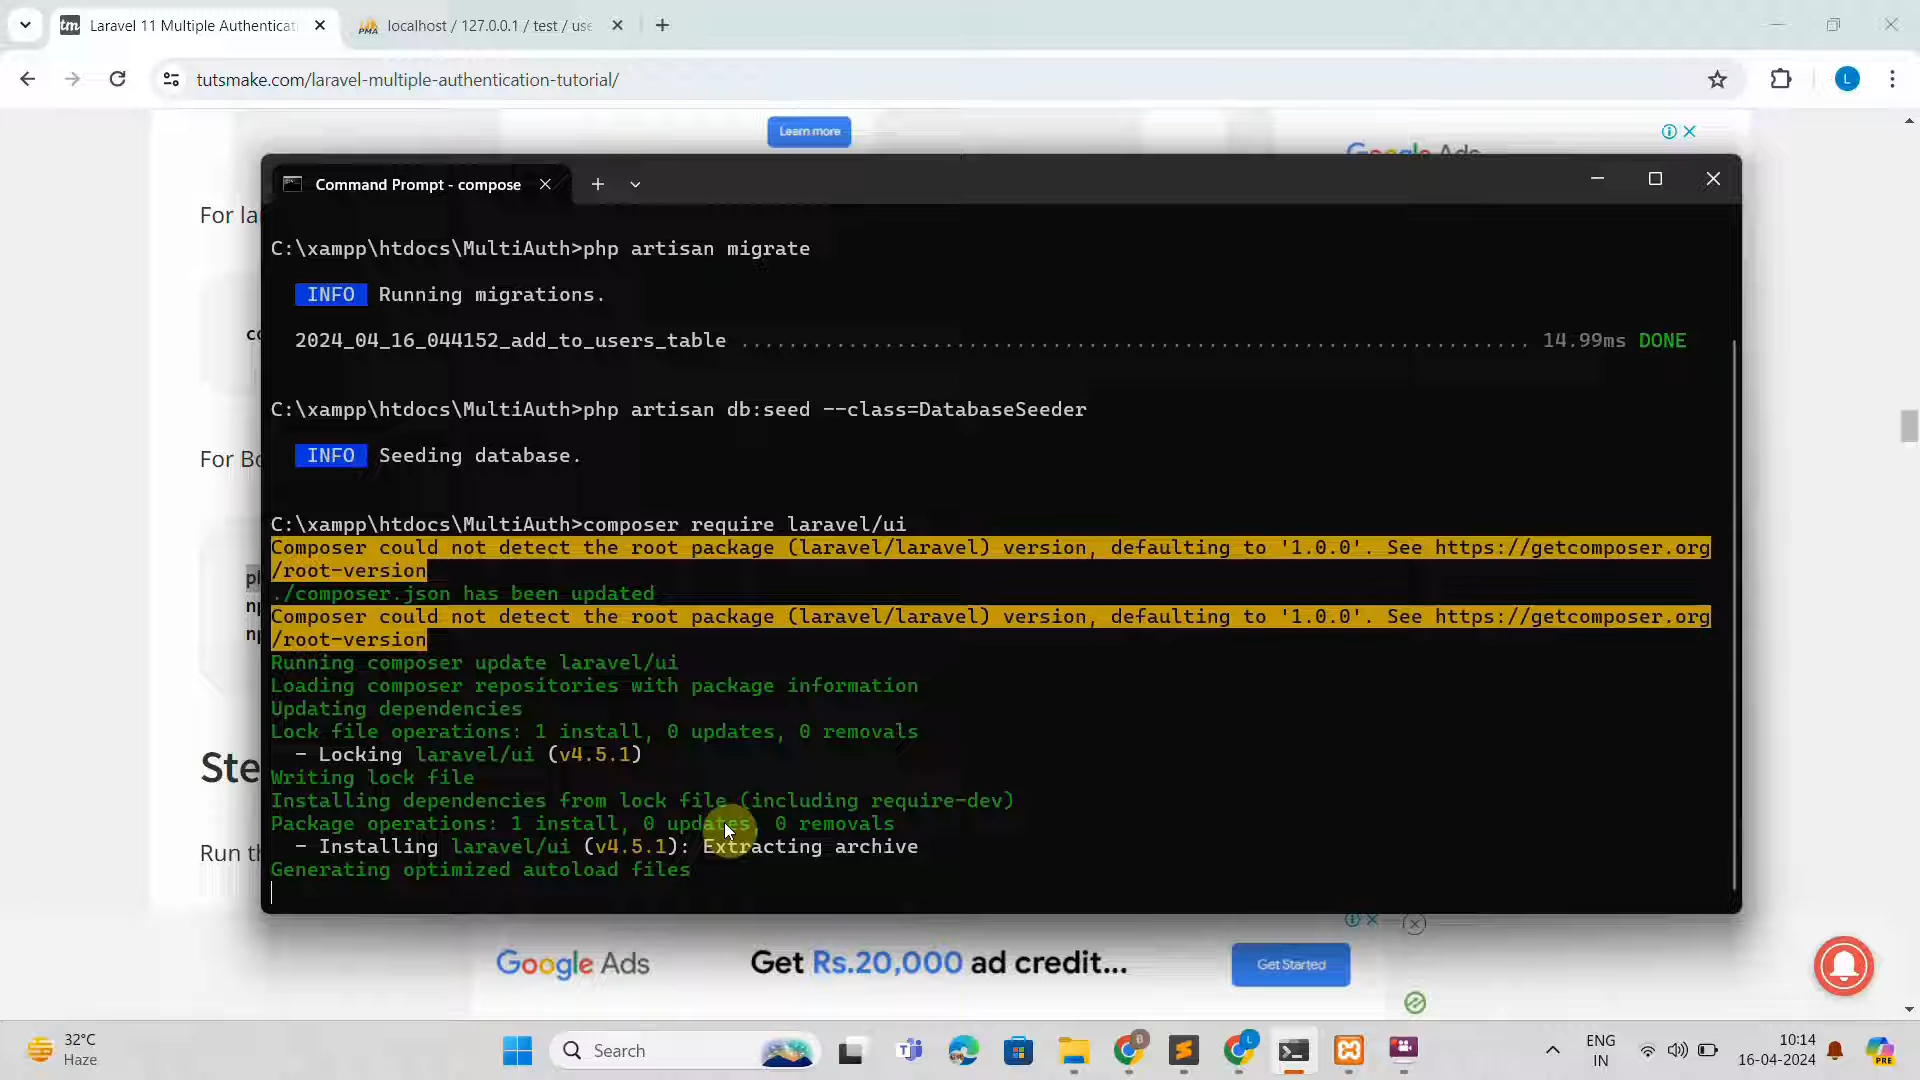 Laravel 11 Multiple Authenticati
localhost / 127.0.0.1 / test / use
tutsmake.com/laravel-multiple-authentication-tutorial/
L
Learn more
Google Ads
For la
co
For Bo
ph
np
np
Ste
Run th
Command Prompt - compose
C:\xampp\htdocs\MultiAuth>php artisan migrate
INFO Running migrations.
2024_04_16_044152_add_to_users_table .................................................................. 14.99ms DONE
C:\xampp\htdocs\MultiAuth>php artisan db:seed --class=DatabaseSeeder
INFO Seeding database.
C:\xampp\htdocs\MultiAuth>composer require laravel/ui
Composer could not detect the root package (laravel/laravel) version, defaulting to '1.0.0'. See https://getcomposer.org
/root-version
./composer.json has been updated
Composer could not detect the root package (laravel/laravel) version, defaulting to '1.0.0'. See https://getcomposer.org
/root-version
Running composer update laravel/ui
Loading composer repositories with package information
Updating dependencies
Lock file operations: 1 install, 0 updates, 0 removals
- Locking laravel/ui (v4.5.1)
Writing lock file
Installing dependencies from lock file (including require-dev)
Package operations: 1 install, 0 updates, 0 removals
- Installing laravel/ui (v4.5.1): Extracting archive
Generating optimized autoload files
Google Ads
Get Rs.20,000 ad credit...
Get Started
32°C
Haze
Search
B
L
ENG
IN
10:14
16-04-2024
PRE